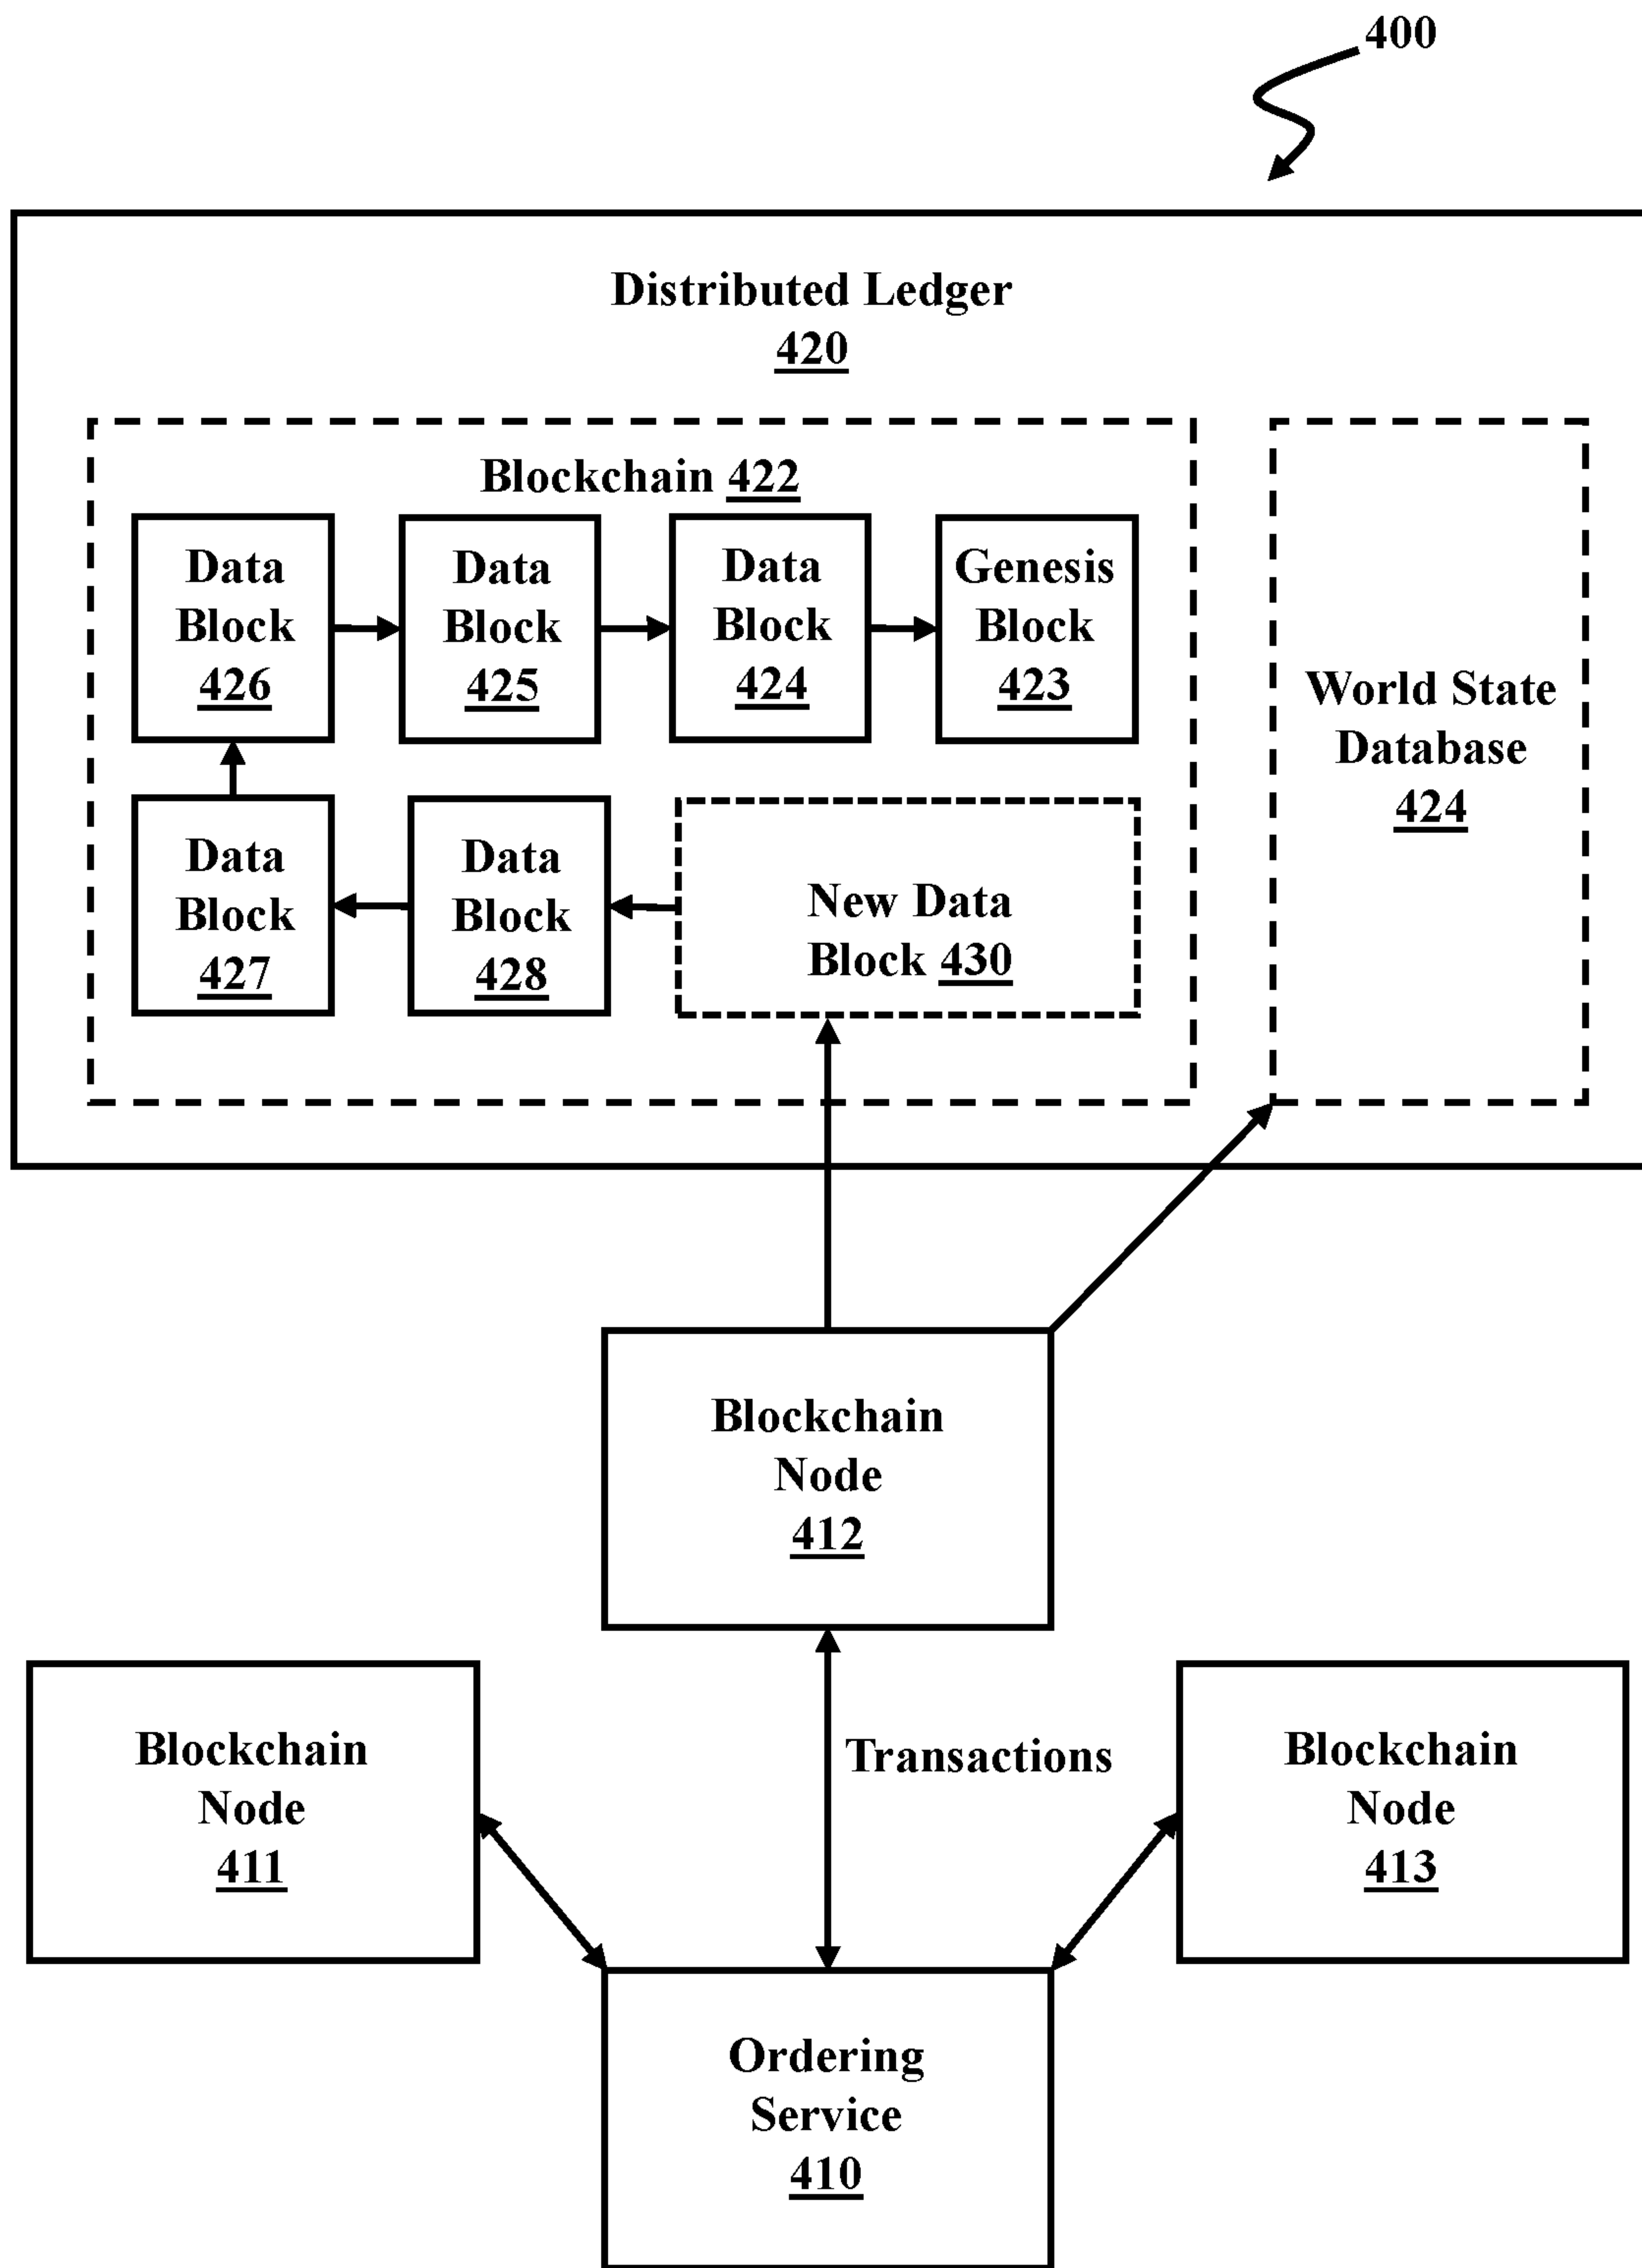 400
Distributed Ledger
420
Blockchain 422
Data
Block
426
Data
Block
425
Data
Block
424
Genesis
Block
423
World State
Database
424
Data
Block
427
Data
Block
428
New Data
Block 430
Blockchain
Node
412
Blockchain
Node
411
Transactions
Blockchain
Node
413
Ordering
Service
410